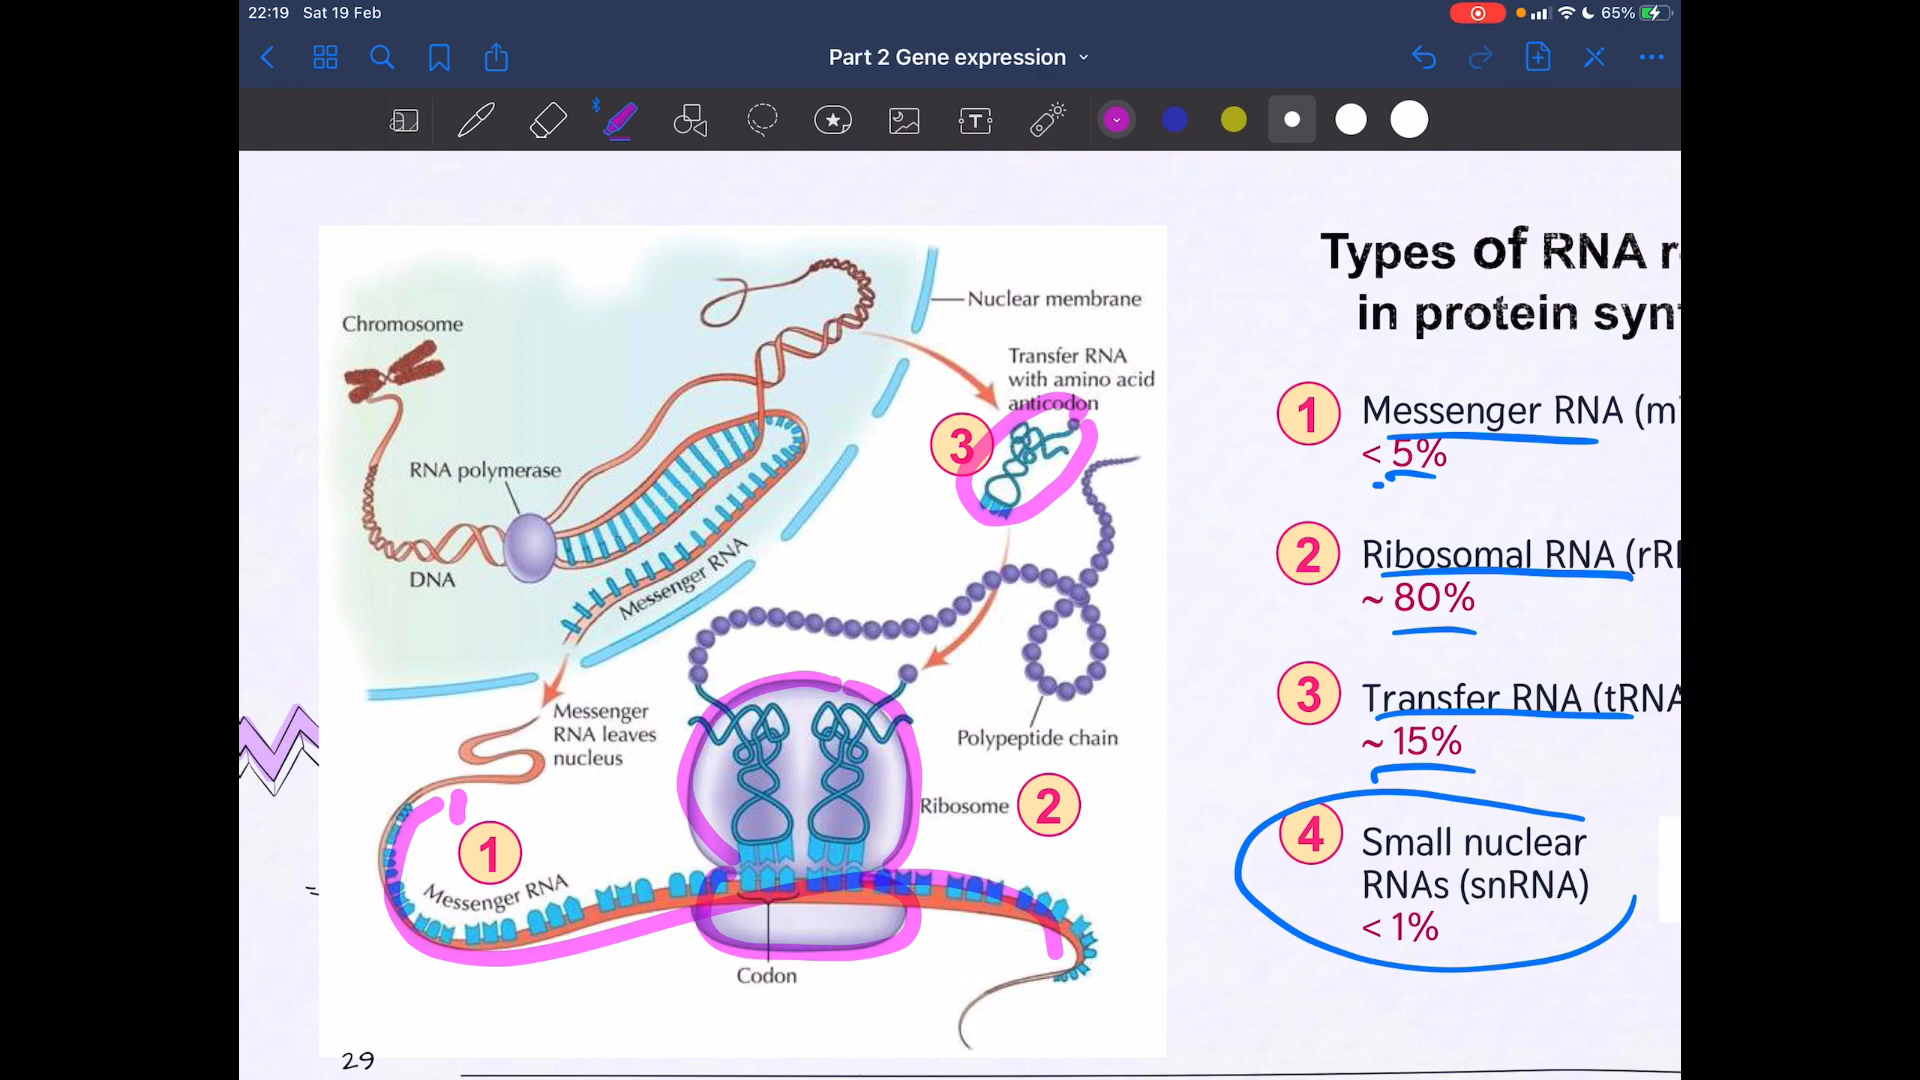 22:19 Sat 19 Feb
65%
Part 2 Gene expression
T
Types of RNA
in protein
Chromosome
Nuclear membrane
Transfer RNA
with amino acid
anticodon
3
RNA polymerase
DNA
Messenger RNA
Messenger
RNA leaves
nucleus
Polypeptide chain
Ribosome 2
1
Messenger RNA
Codon
29
1 Messenger RNA
< 5%
2 Ribosomal RNA
~ 80%
3 Transfer RNA (tRNA
~ 15%
4 Small nuclear
RNAs (snRNA)
< 1%